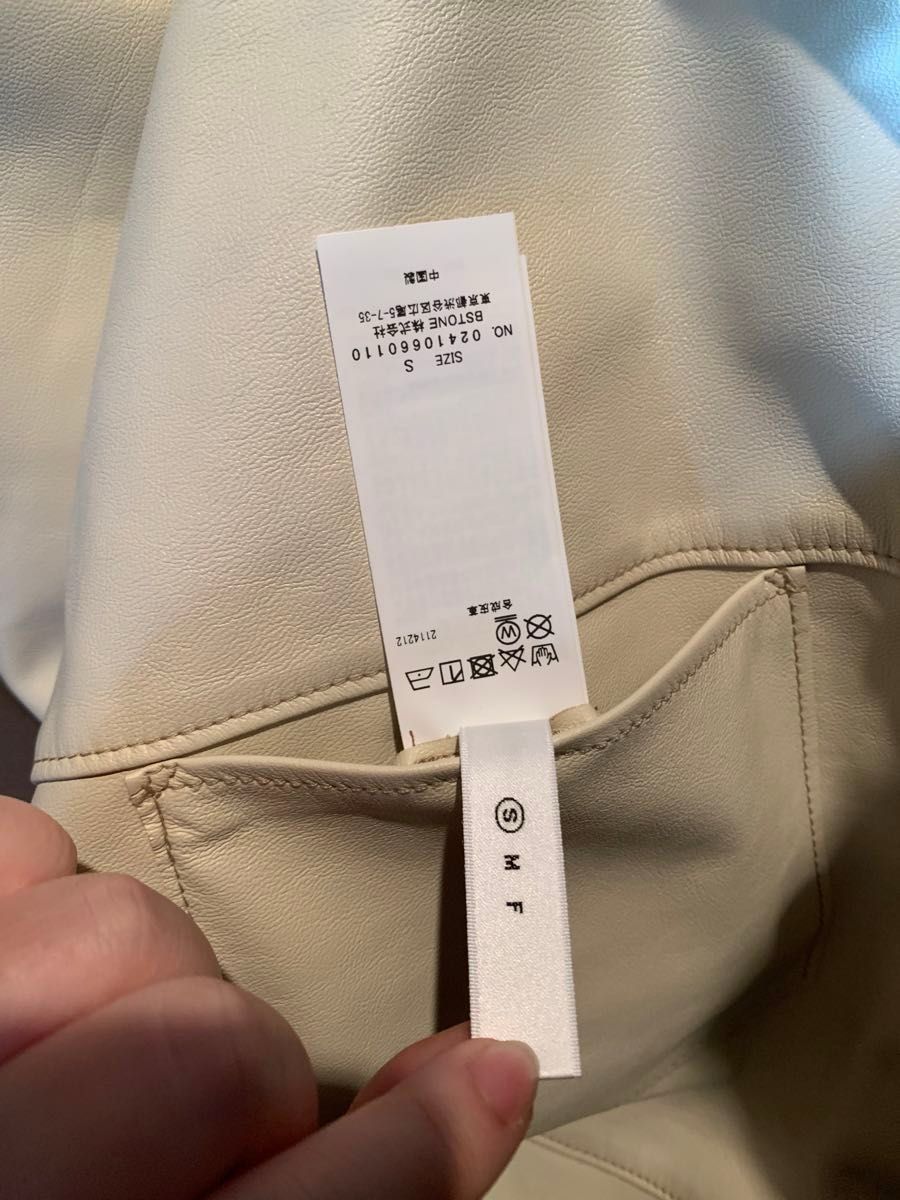 S M F
2114212
合成皮革
SIZE S
NO. 02410660110
BSTONE 株式会社
東京都渋谷区広尾5-7-35
中国製